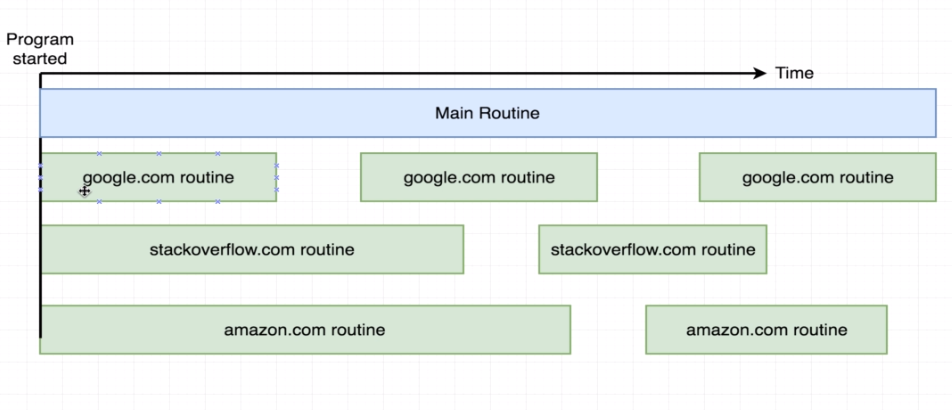 Program
started
Time
Main Routine
google.com routine
google.com routine
google.com routine
stackoverflow.com routine
stackoverflow.com routine
amazon.com routine
amazon.com routine